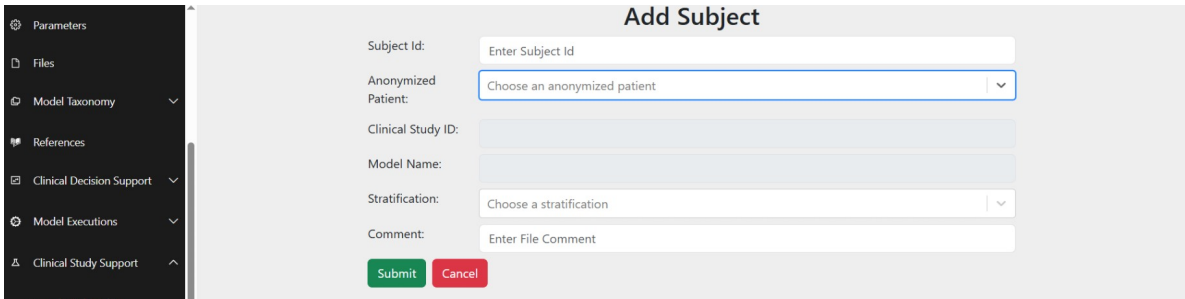 Parameters
Files
Model Taxonomy
References
Clinical Decision Support
Model Executions
Clinical Study Support
Add Subject
Subject Id:
Enter Subject Id
Anonymized
Patient:
Choose an anonymized patient
Clinical Study ID:
Model Name:
Stratification:
Choose a stratification
Comment:
Enter File Comment
Submit
Cancel